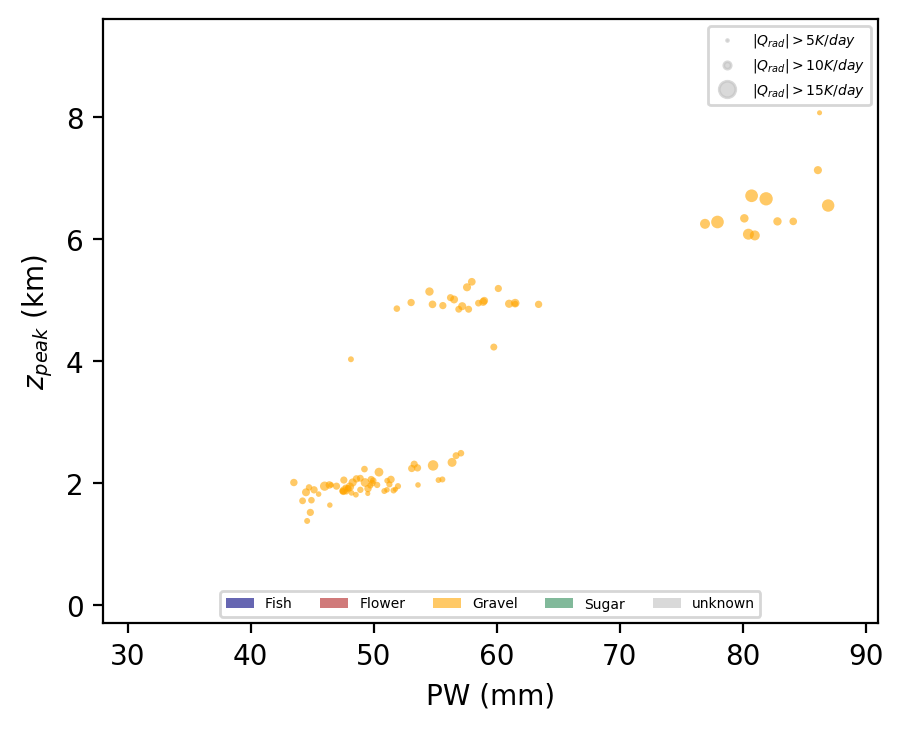 |Q_rad| > 5K/day
|Q_rad| > 10K/day
|Q_rad| > 15K/day
8
6
4
2
0
z_peak (km)
Fish Flower Gravel Sugar unknown
30 40 50 60 70 80 90
PW (mm)